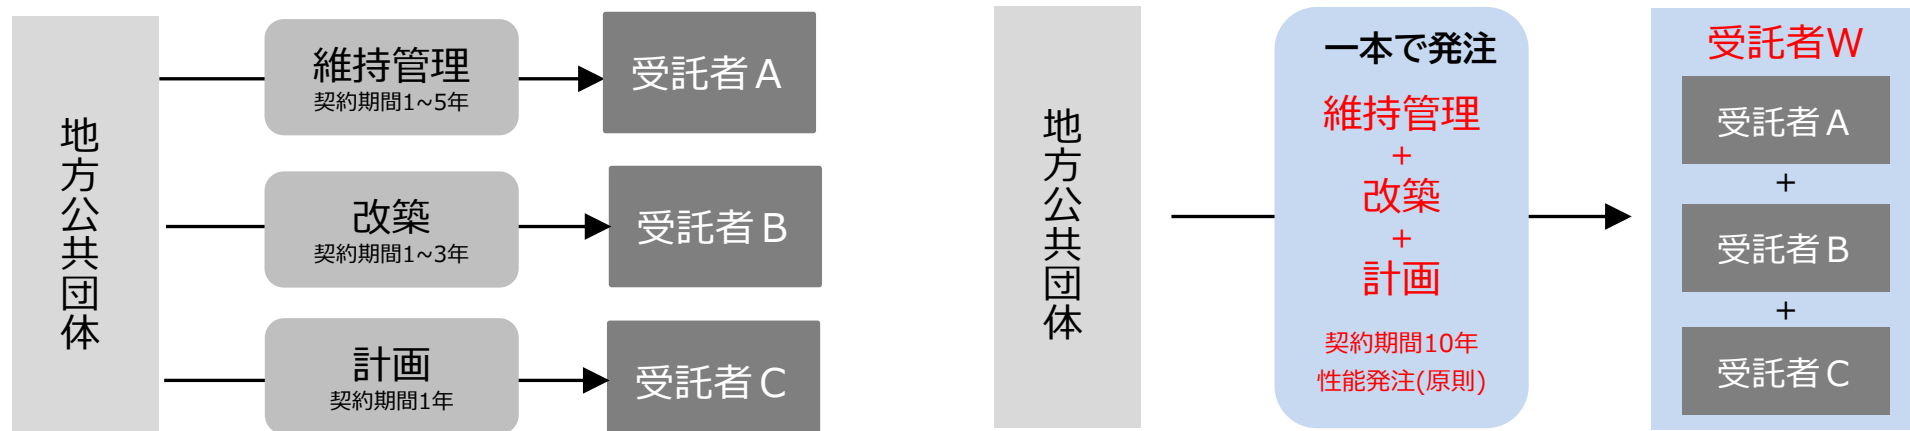 地方公共団体
維持管理
契約期間1~5年
受託者A
改築
契約期間1~3年
受託者B
計画
契約期間1年
受託者C
地方公共団体
一本で発注
維持管理
+
改築
+
計画
契約期間10年
性能発注(原則)
受託者W
受託者A
+
受託者B
+
受託者C